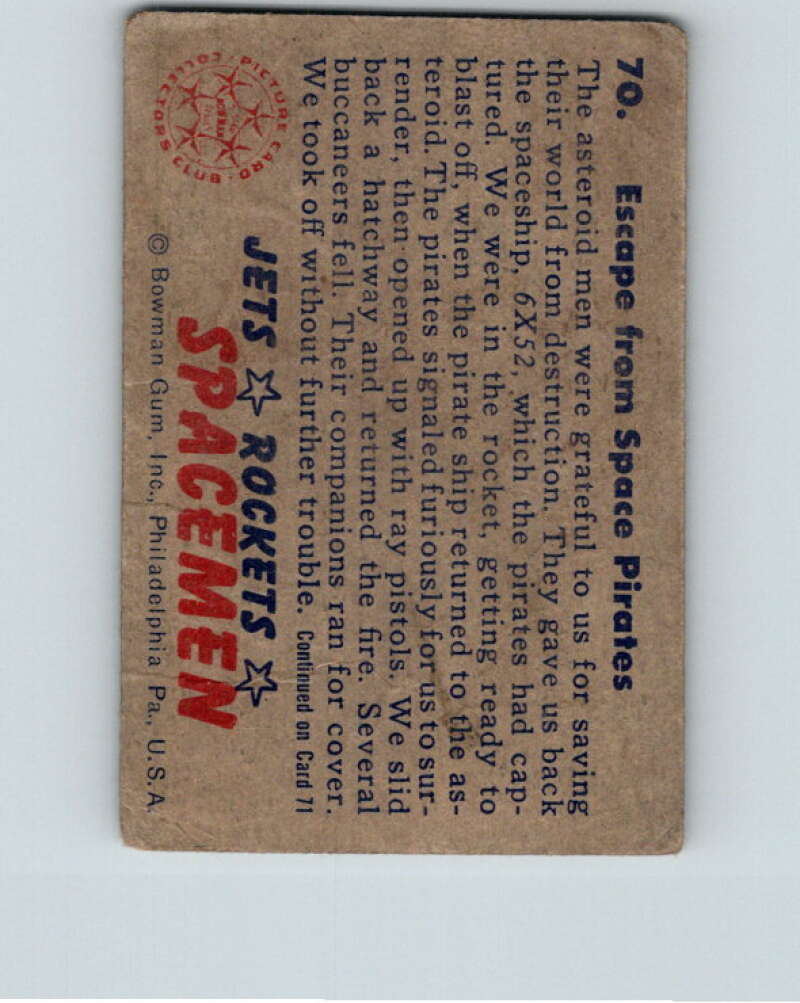 70. Escape from Space Pirates
The asteroid men were grateful to us for saving
their world from destruction. They gave us back
the spaceship, 6X52, which the pirates had cap-
tured. We were in the rocket, getting ready to
blast off, when the pirate ship returned to the as-
teroid. The pirates signaled furiously for us to sur-
render, then opened up with ray pistols. We slid
back a hatchway and returned the fire. Several
buccaneers fell. Their companions ran for cover.
We took off without further trouble. Continued on Card 71
PICTURE CARD COLLECTORS CLUB
JETS ☆ ROCKETS ☆
SPACEMEN
© Bowman Gum, Inc., Philadelphia Pa., U.S.A.